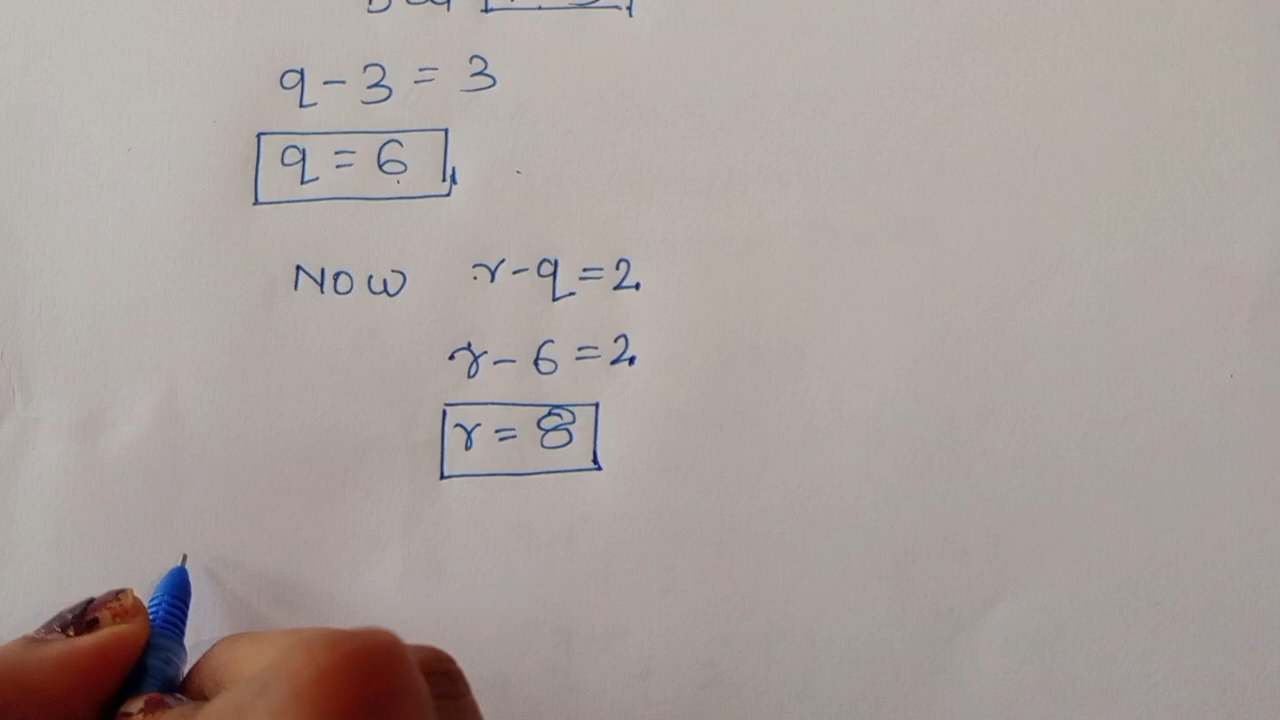 q - 3 = 3
q = 6
Now r - q = 2
r - 6 = 2
r = 8